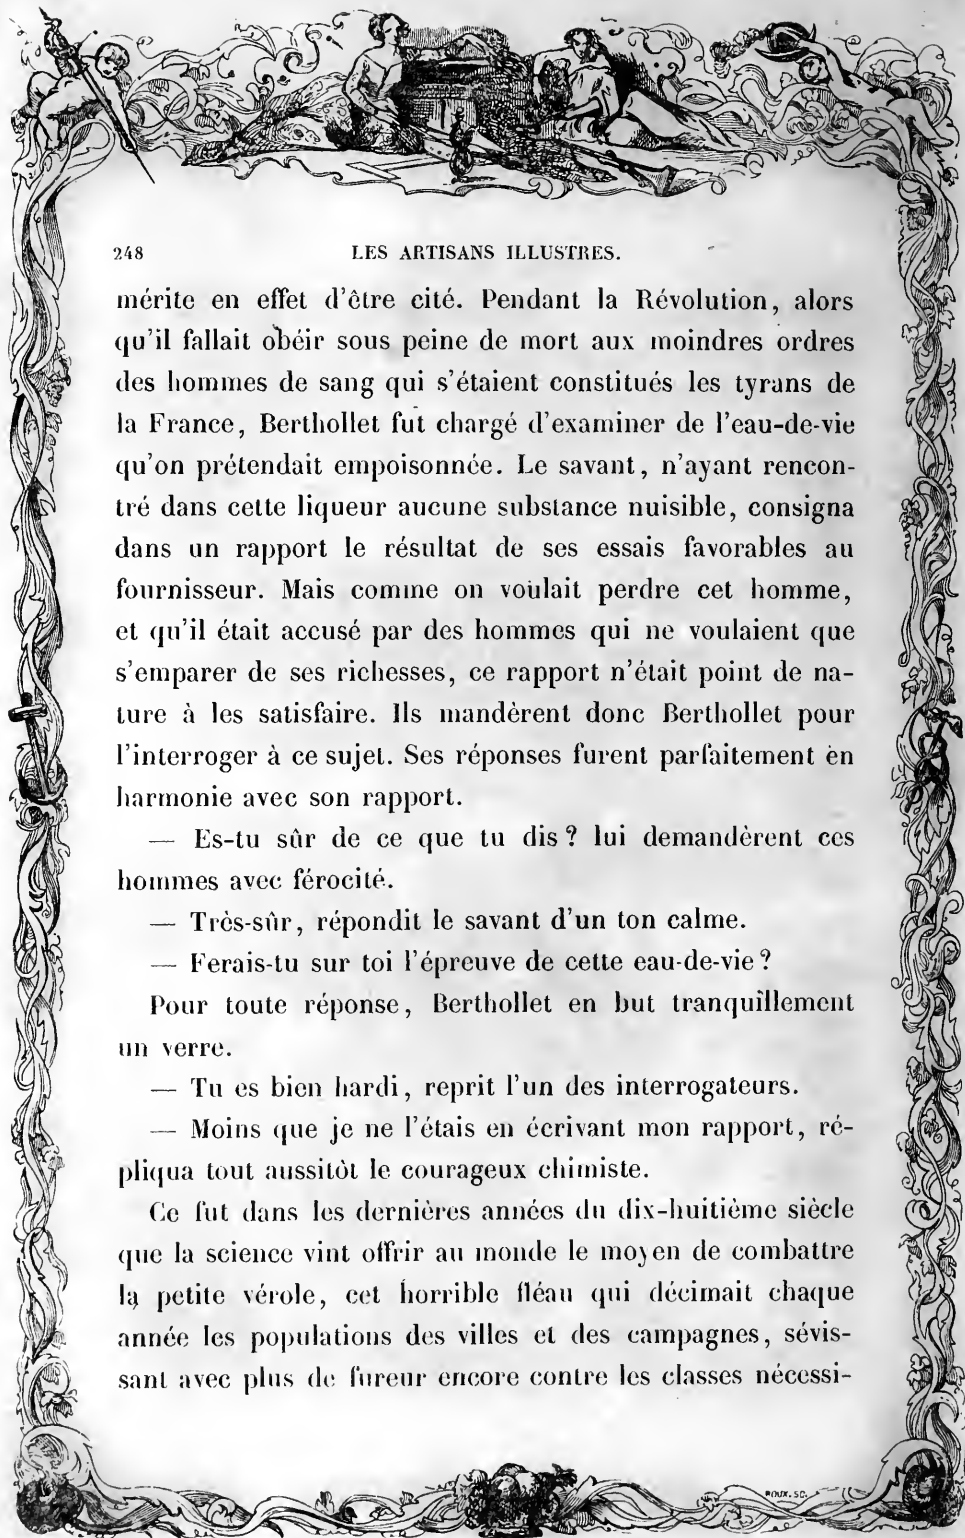 248 LES ARTISANS ILLUSTRES.
mérite en effet d'être cité. Pendant la Révolution, alors
qu'il fallait obéir sous peine de mort aux moindres ordres
des hommes de sang qui s'étaient constitués les tyrans de
la France, Berthollet fut chargé d'examiner de l'eau-de-vie
qu'on prétendait empoisonnée. Le savant, n'ayant rencon-
tré dans cette liqueur aucune substance nuisible, consigna
dans un rapport le résultat de ses essais favorables au
fournisseur. Mais comme on voulait perdre cet homme,
et qu'il était accusé par des hommes qui ne voulaient que
s'emparer de ses richesses, ce rapport n'était point de na-
ture à les satisfaire. Ils mandèrent donc Berthollet pour
l'interroger à ce sujet. Ses réponses furent parfaitement en
harmonie avec son rapport.
— Es-tu sûr de ce que tu dis ? lui demandèrent ces
hommes avec férocité.
— Très-sûr, répondit le savant d'un ton calme.
— Ferais-tu sur toi l'épreuve de cette eau-de-vie ?
Pour toute réponse, Berthollet en but tranquillement
un verre.
— Tu es bien hardi, reprit l'un des interrogateurs.
— Moins que je ne l'étais en écrivant mon rapport, ré-
pliqua tout aussitôt le courageux chimiste.
Ce fut dans les dernières années du dix-huitième siècle
que la science vint offrir au monde le moyen de combattre
la petite vérole, cet horrible fléau qui décimait chaque
année les populations des villes et des campagnes, sévis-
sant avec plus de fureur encore contre les classes nécessi-
ROUX. SC.